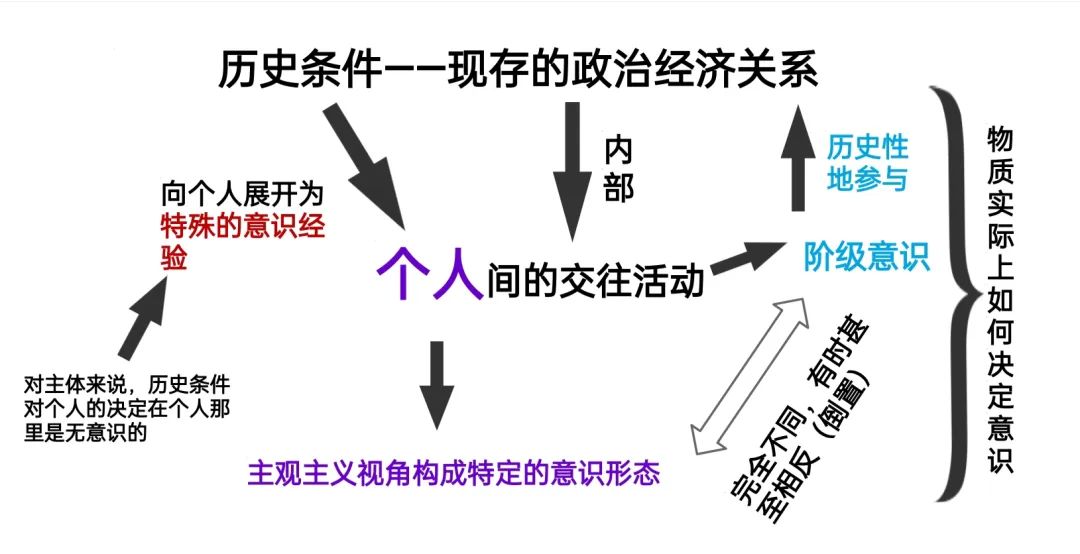 历史条件——现存的政治经济关系
内
部
历史性
地参与
向个人展开为
特殊的意识经
验
个人间的交往活动
阶级意识
对主体来说，历史条件
对个人的决定在个人那
里是无意识的
主观主义视角构成特定的意识形态
完全不同，有时甚
至相反（倒置）
物质实际上如何决定意识